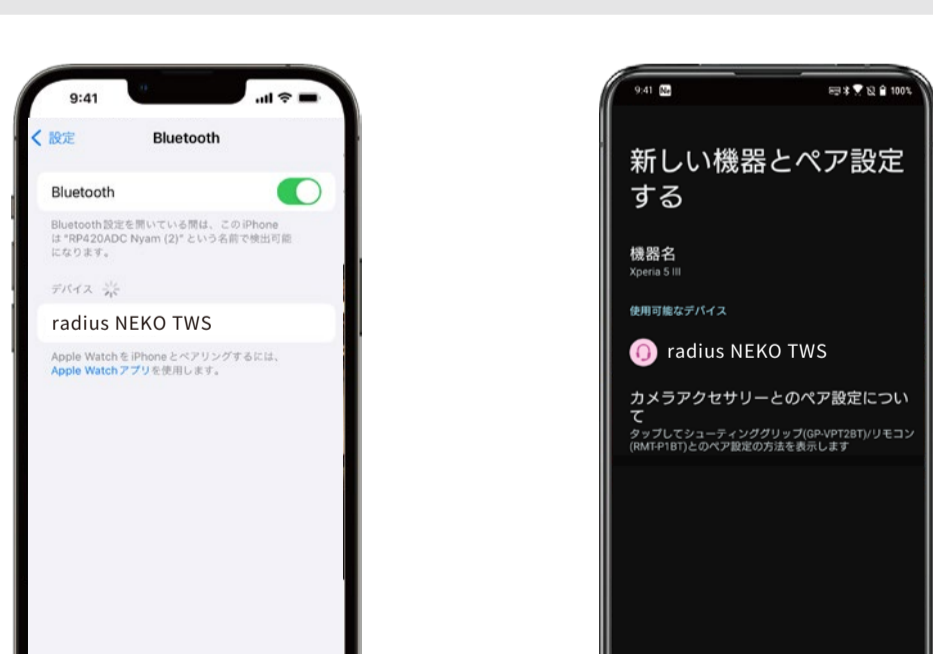 9:41
設定
Bluetooth
Bluetooth
Bluetooth設定を開いている間は、このiPhone
は“RP420ADC Nyam (2)”という名前で検出可能
になります。
デバイス
radius NEKO TWS
Apple WatchをiPhoneとペアリングするには、
Apple Watchアプリを使用します。
9:41
100%
新しい機器とペア設定
する
機器名
Xperia 5 III
使用可能なデバイス
radius NEKO TWS
カメラアクセサリーとのペア設定につい
て
タップしてシューティンググリップ(GP-VPT2BT)/リモコン
(RMT-P1BT)とのペア設定の方法を表示します